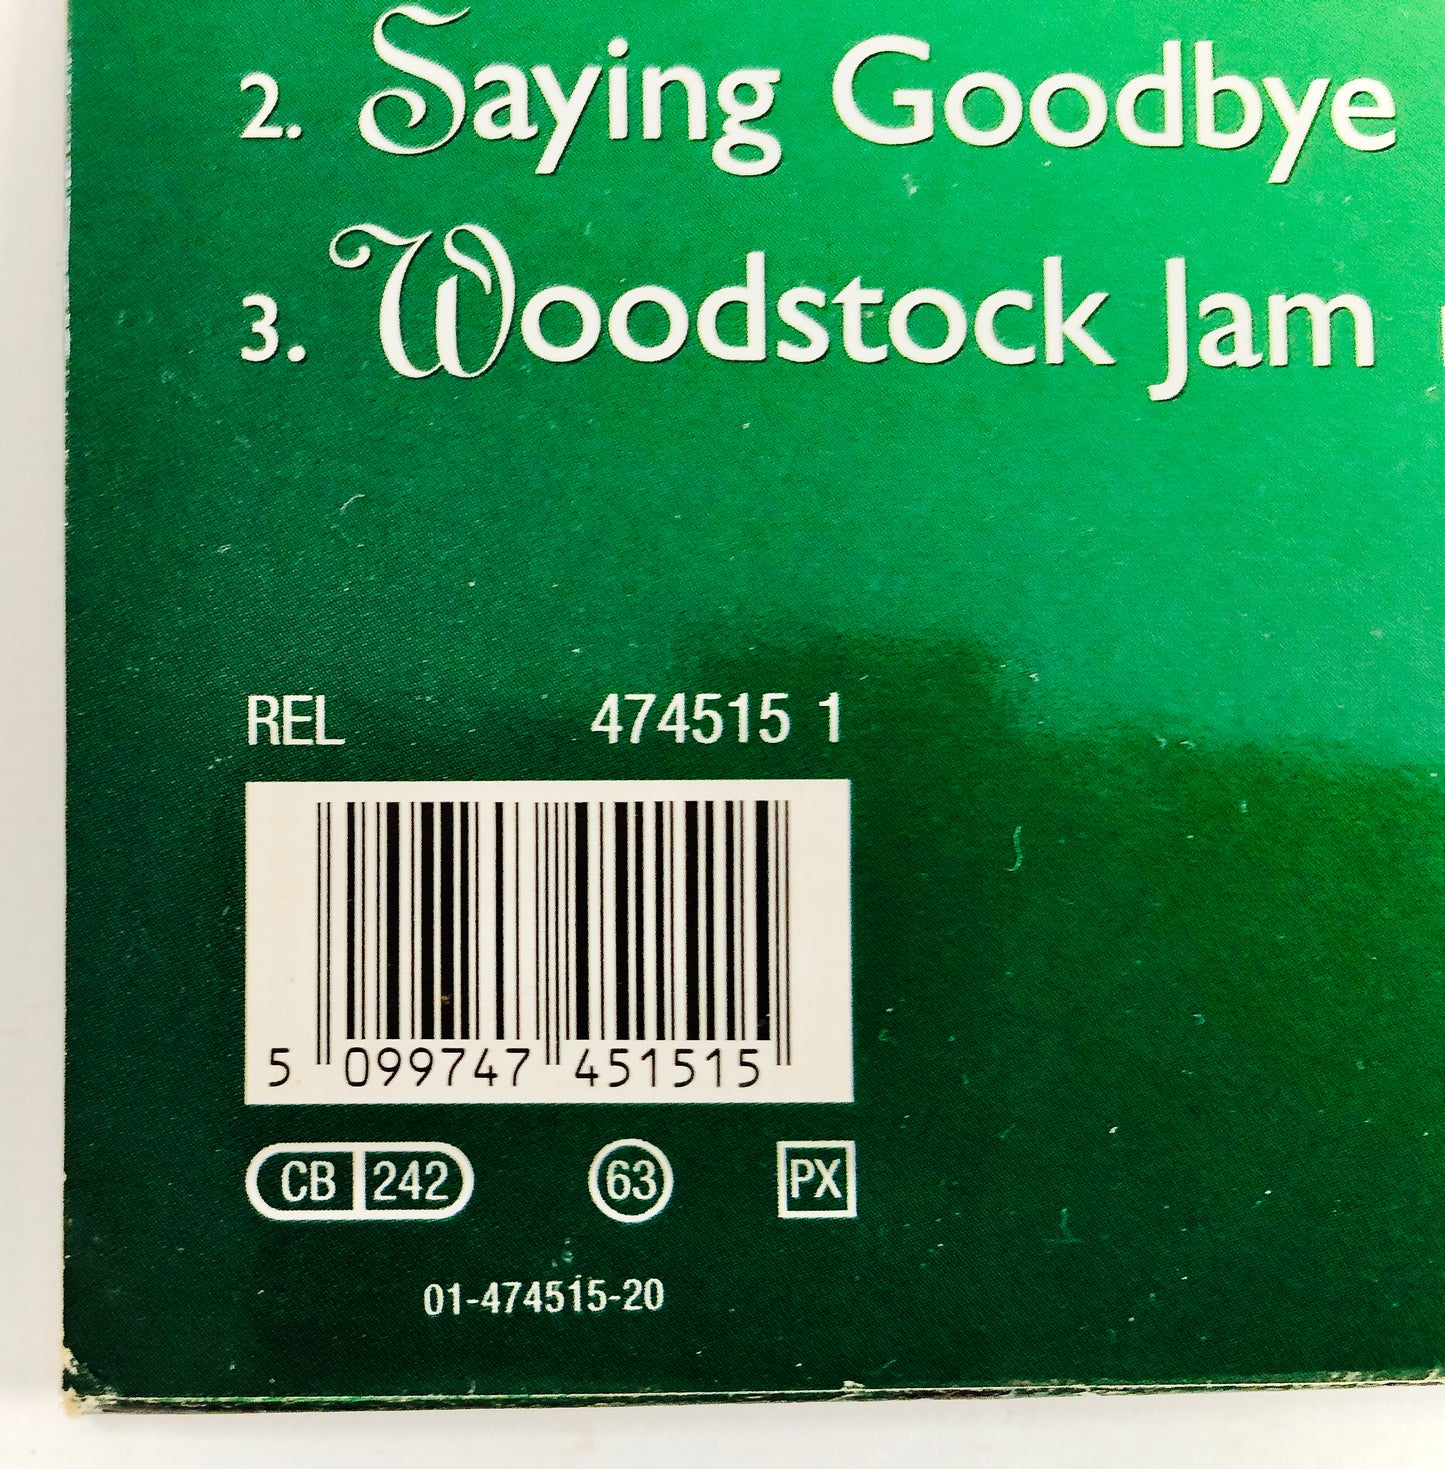 2. Saying Goodbye
3. Woodstock Jam
REL 474515 1
5 099747 451515
CB 242 63 PX
01-474515-20